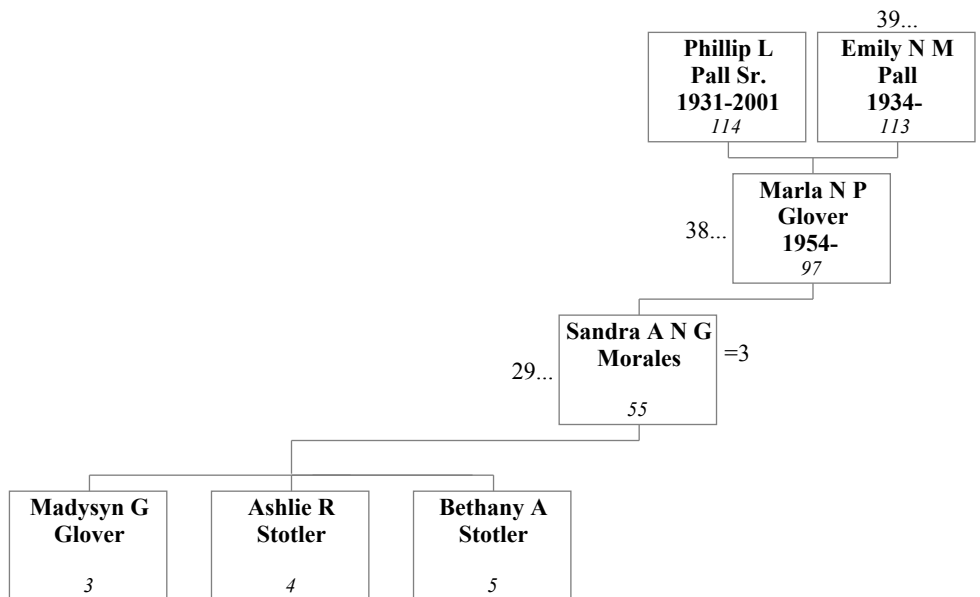 39...
Phillip L
Pall Sr.
1931-2001
114
Emily N M
Pall
1934-
113
38...
Marla N P
Glover
1954-
97
29...
Sandra A N G
Morales
55
=3
Madysyn G
Glover
3
Ashlie R
Stotler
4
Bethany A
Stotler
5